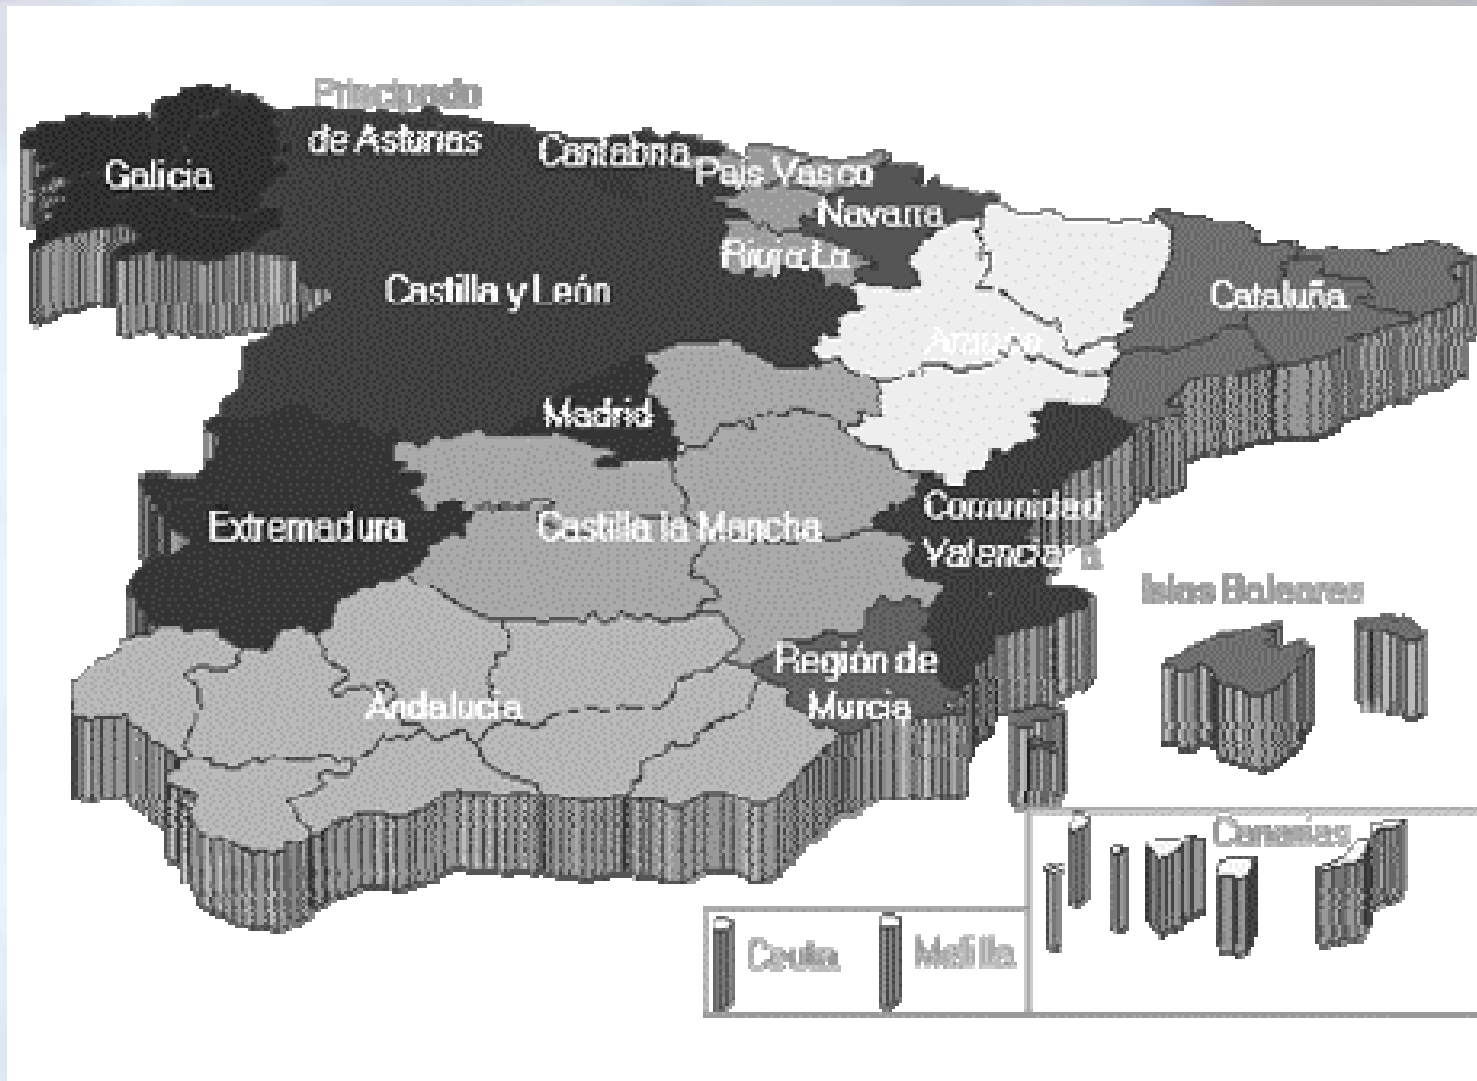 Principado
de Asturias
Galicia
Cantabria
País Vasco
Navarra
Rioja, La
Castilla y León
Cataluña
Aragón
Madrid
Extremadura
Castilla la Mancha
Comunidad
Valenciana
Islas Baleares
Región de
Murcia
Andalucía
Canarias
Ceuta
Melilla